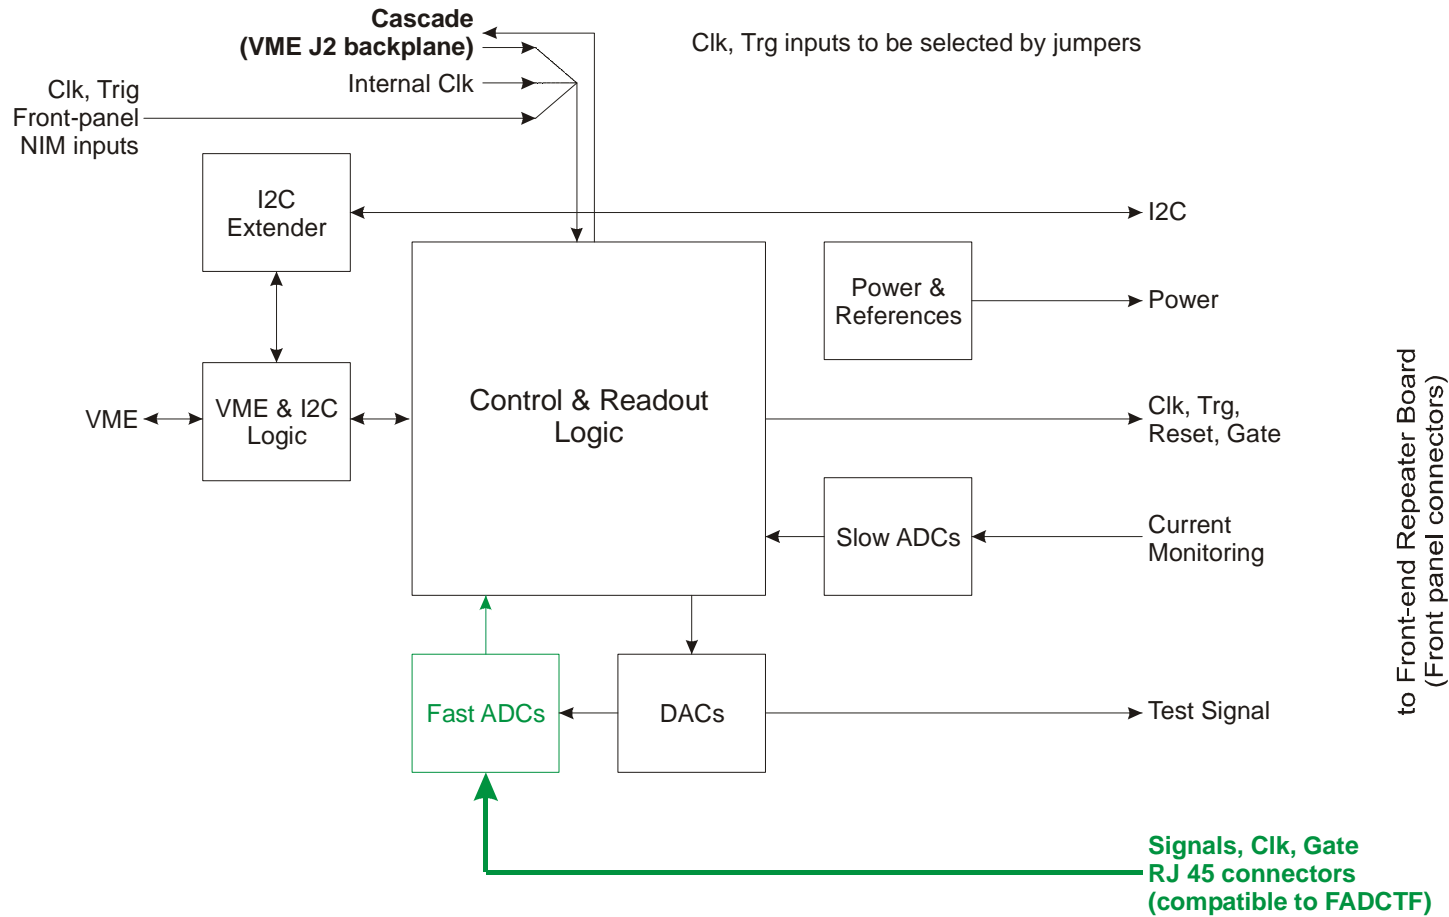 Cascade
(VME J2 backplane)
Clk, Trg inputs to be selected by jumpers
Internal Clk
Clk, Trig
Front-panel
NIM inputs
I2C
Extender
I2C
Power &
References
Power
VME
VME & I2C
Logic
Control & Readout
Logic
Clk, Trg,
Reset, Gate
Slow ADCs
Current
Monitoring
to Front-end Repeater Board
(Front panel connectors)
Fast ADCs
DACs
Test Signal
Signals, Clk, Gate
RJ 45 connectors
(compatible to FADCTF)